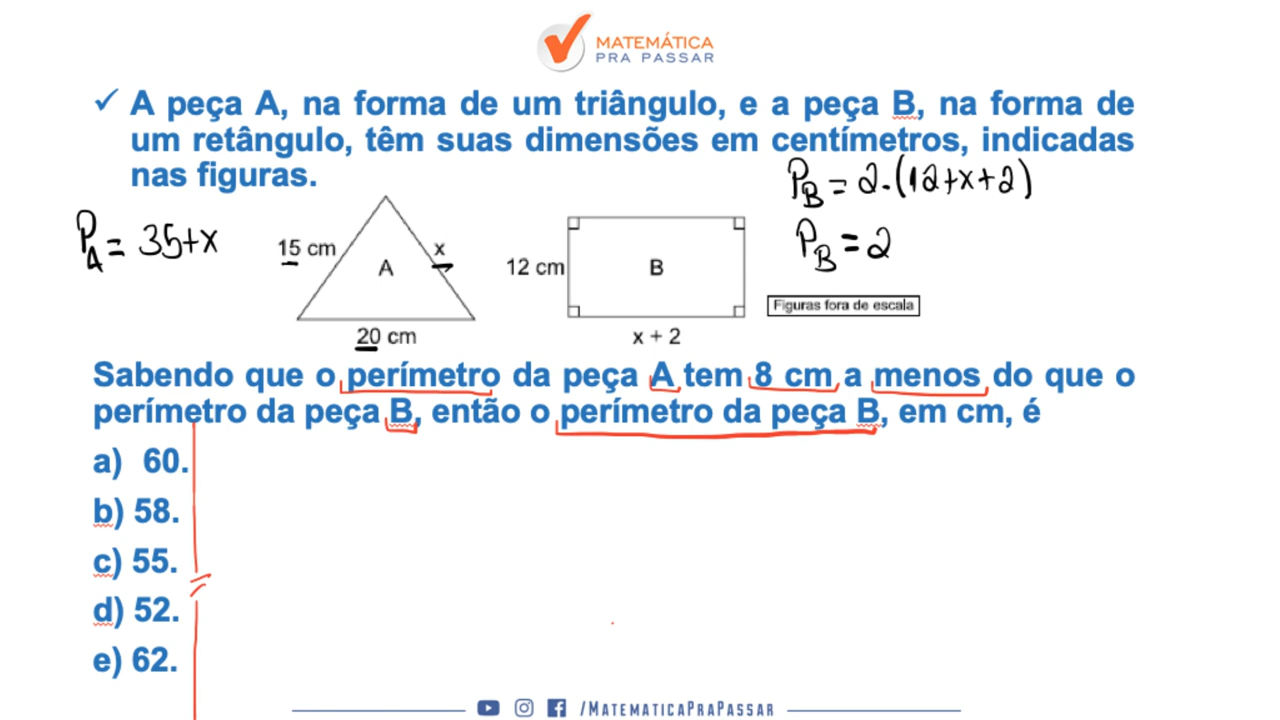 MATEMÁTICA
PRA PASSAR
✓ A peça A, na forma de um triângulo, e a peça B, na forma de
um retângulo, têm suas dimensões em centímetros, indicadas
nas figuras.
P_B = 2.(12+x+2)
P_A = 35+x
15 cm
x
A
20 cm
12 cm
B
x + 2
P_B = 2
Figuras fora de escala
Sabendo que o perímetro da peça A tem 8 cm a menos do que o
perímetro da peça B, então o perímetro da peça B, em cm, é
a) 60.
b) 58.
c) 55.
d) 52.
e) 62.
/MATEMATICAPRAPASSAR